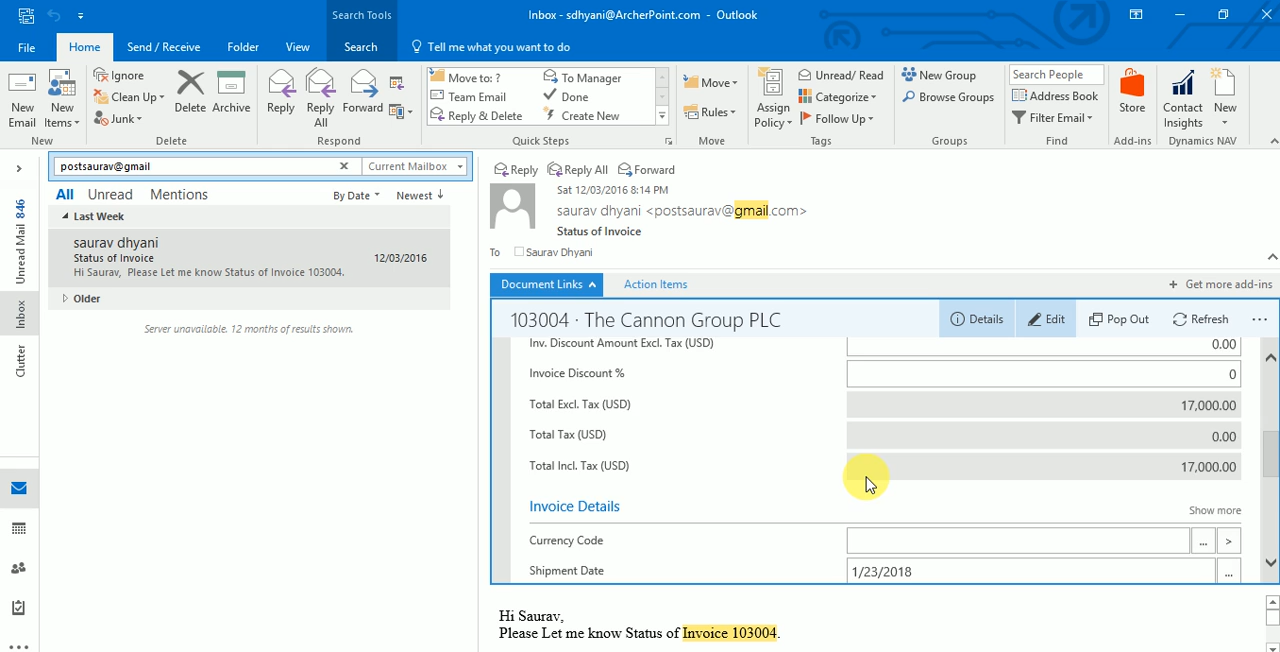 Search Tools
Inbox - sdhyani@ArcherPoint.com - Outlook
File Home Send / Receive Folder View Search Tell me what you want to do
New Email
New Items
Ignore
Clean Up
Junk
Delete
Archive
Reply
Reply All
Forward
Move to: ?
Team Email
Reply & Delete
To Manager
Done
Create New
Move
Rules
Assign Policy
Unread/ Read
Categorize
Follow Up
New Group
Browse Groups
Search People
Address Book
Filter Email
Store
Contact Insights
New
New Delete Respond Quick Steps Move Tags Groups Find Add-ins Dynamics NAV
postsaurav@gmail
Current Mailbox
All Unread Mentions By Date Newest
Last Week
saurav dhyani
Status of Invoice 12/03/2016
Hi Saurav, Please Let me know Status of Invoice 103004.
Older
Server unavailable. 12 months of results shown.
Unread Mail 846
Inbox
Clutter
Reply Reply All Forward
Sat 12/03/2016 8:14 PM
saurav dhyani <postsaurav@gmail.com>
Status of Invoice
To Saurav Dhyani
Document Links Action Items + Get more add-ins
103004 · The Cannon Group PLC Details Edit Pop Out Refresh ...
Inv. Discount Amount Excl. Tax (USD) 0.00
Invoice Discount % 0
Total Excl. Tax (USD) 17,000.00
Total Tax (USD) 0.00
Total Incl. Tax (USD) 17,000.00
Invoice Details Show more
Currency Code ... >
Shipment Date 1/23/2018 ...
Hi Saurav,
Please Let me know Status of Invoice 103004.